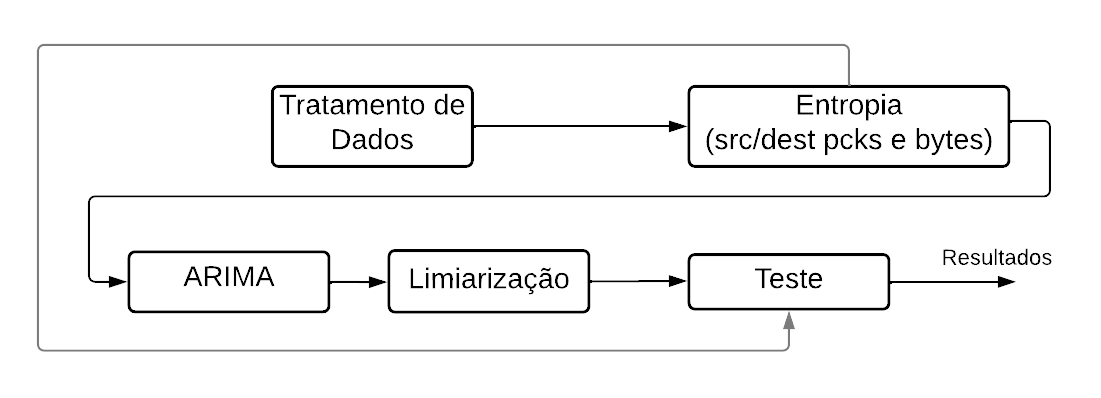 Tratamento de
Dados
Entropia
(src/dest pcks e bytes)
ARIMA
Limiarização
Teste
Resultados